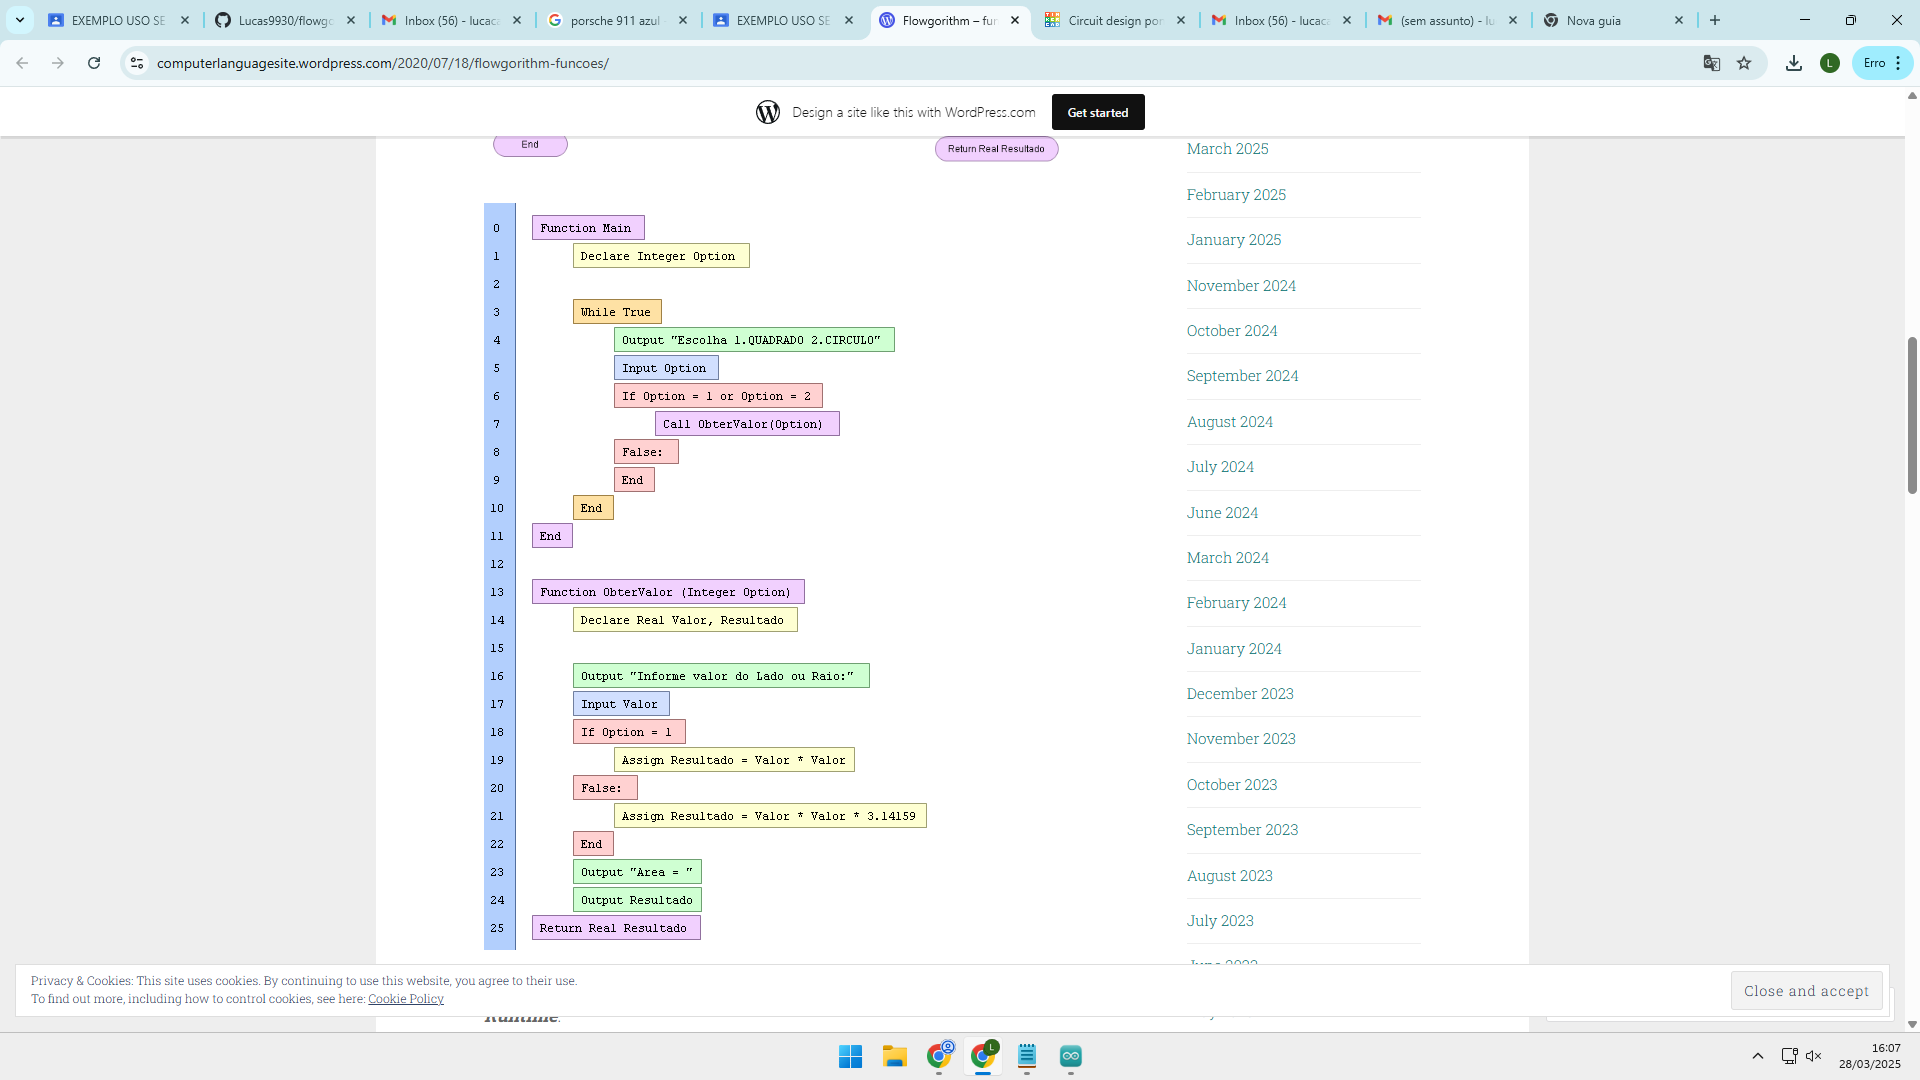 EXEMPLO USO SE
Lucas9930/flowgo
Inbox (56) - lucaca
porsche 911 azul -
EXEMPLO USO SE
Flowgorithm – fun
Circuit design por
Inbox (56) - lucaca
(sem assunto) - lu
Nova guia
computerlanguagesite.wordpress.com/2020/07/18/flowgorithm-funcoes/
L
Erro
Design a site like this with WordPress.com
Get started
End
Return Real Resultado
0 Function Main
1 Declare Integer Option
2
3 While True
4 Output "Escolha 1.QUADRADO 2.CIRCULO"
5 Input Option
6 If Option = 1 or Option = 2
7 Call ObterValor(Option)
8 False:
9 End
10 End
11 End
12
13 Function ObterValor (Integer Option)
14 Declare Real Valor, Resultado
15
16 Output "Informe valor do Lado ou Raio:"
17 Input Valor
18 If Option = 1
19 Assign Resultado = Valor * Valor
20 False:
21 Assign Resultado = Valor * Valor * 3.14159
22 End
23 Output "Area = "
24 Output Resultado
25 Return Real Resultado
March 2025
February 2025
January 2025
November 2024
October 2024
September 2024
August 2024
July 2024
June 2024
March 2024
February 2024
January 2024
December 2023
November 2023
October 2023
September 2023
August 2023
July 2023
June 2023
Privacy & Cookies: This site uses cookies. By continuing to use this website, you agree to their use.
To find out more, including how to control cookies, see here: Cookie Policy
Close and accept
Runtime.
L
16:07
28/03/2025